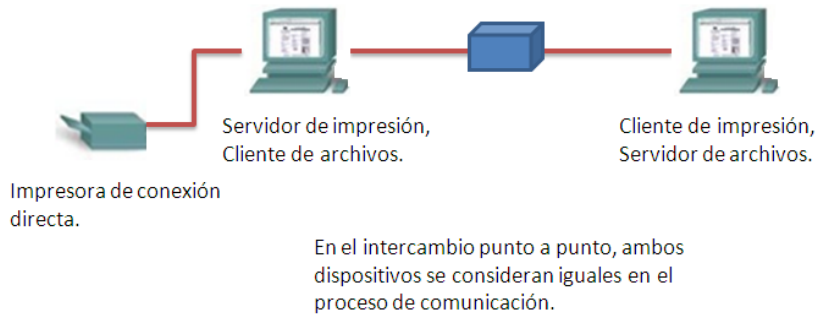 Servidor de impresión,
Cliente de archivos.
Cliente de impresión,
Servidor de archivos.
Impresora de conexión
directa.
En el intercambio punto a punto, ambos
dispositivos se consideran iguales en el
proceso de comunicación.